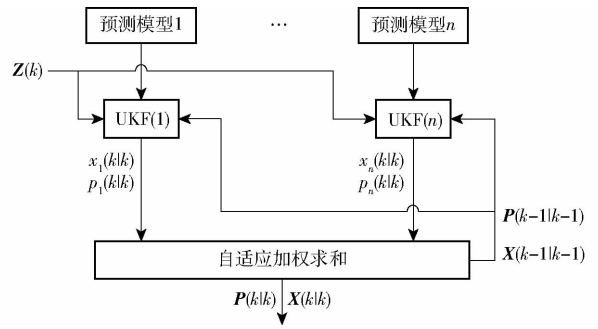 预测模型1
…
预测模型n
Z(k)
UKF(1)
UKF(n)
x₁(k|k)
p₁(k|k)
xₙ(k|k)
pₙ(k|k)
P(k-1|k-1)
X(k-1|k-1)
自适应加权求和
P(k|k) X(k|k)